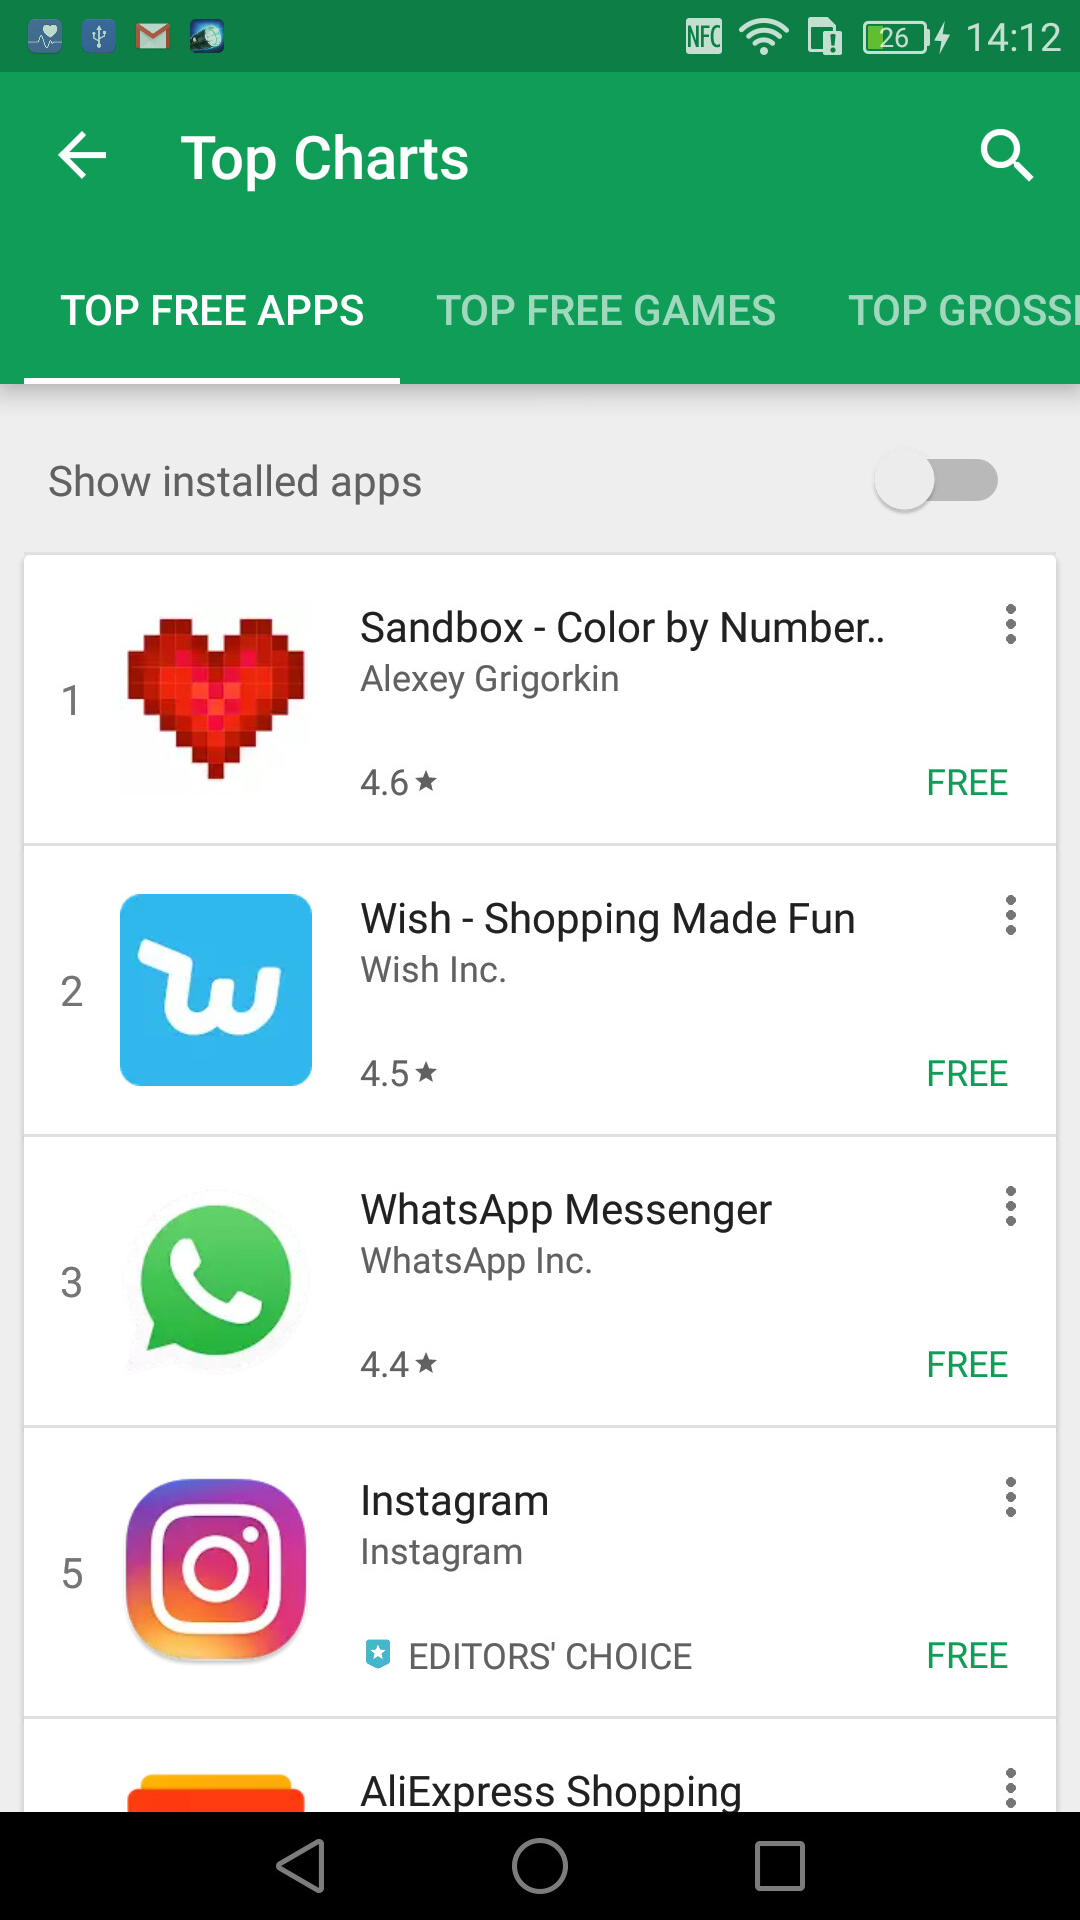 NFC 26 14:12
Top Charts
TOP FREE APPS TOP FREE GAMES TOP GROSSI
Show installed apps
1 Sandbox - Color by Number..
Alexey Grigorkin
4.6 FREE
2 Wish - Shopping Made Fun
Wish Inc.
4.5 FREE
3 WhatsApp Messenger
WhatsApp Inc.
4.4 FREE
5 Instagram
Instagram
EDITORS' CHOICE FREE
AliExpress Shopping